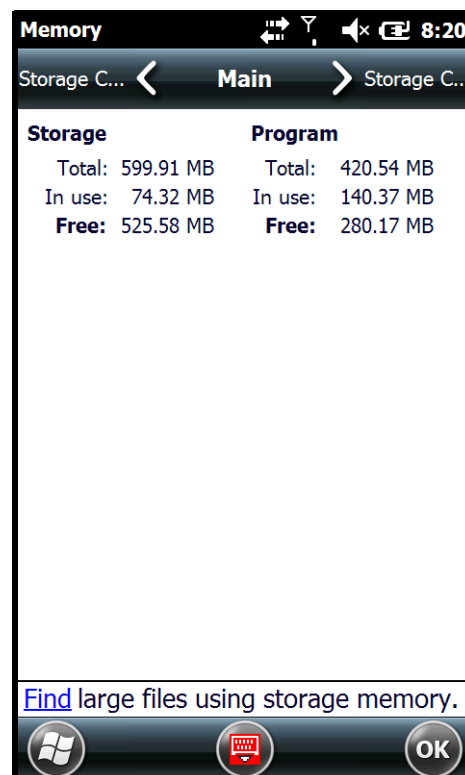 Memory 8:20
Storage C... Main Storage C..
Storage Program
Total: 599.91 MB Total: 420.54 MB
In use: 74.32 MB In use: 140.37 MB
Free: 525.58 MB Free: 280.17 MB
Find large files using storage memory.
OK